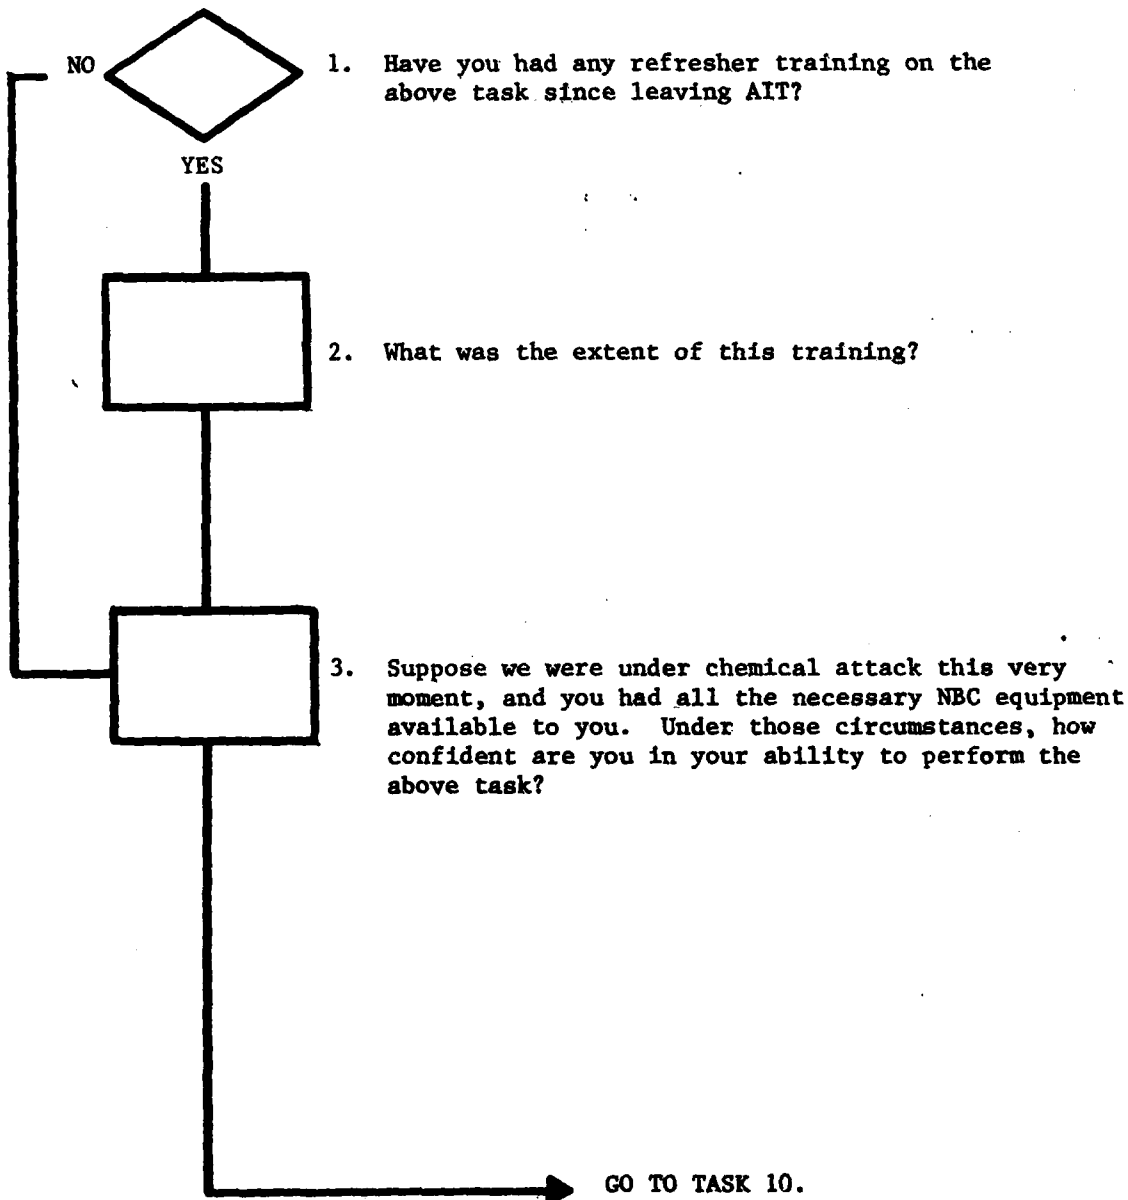 NO
1. Have you had any refresher training on the
above task since leaving AIT?
YES
2. What was the extent of this training?
3. Suppose we were under chemical attack this very
moment, and you had all the necessary NBC equipment
available to you. Under those circumstances, how
confident are you in your ability to perform the
above task?
GO TO TASK 10.